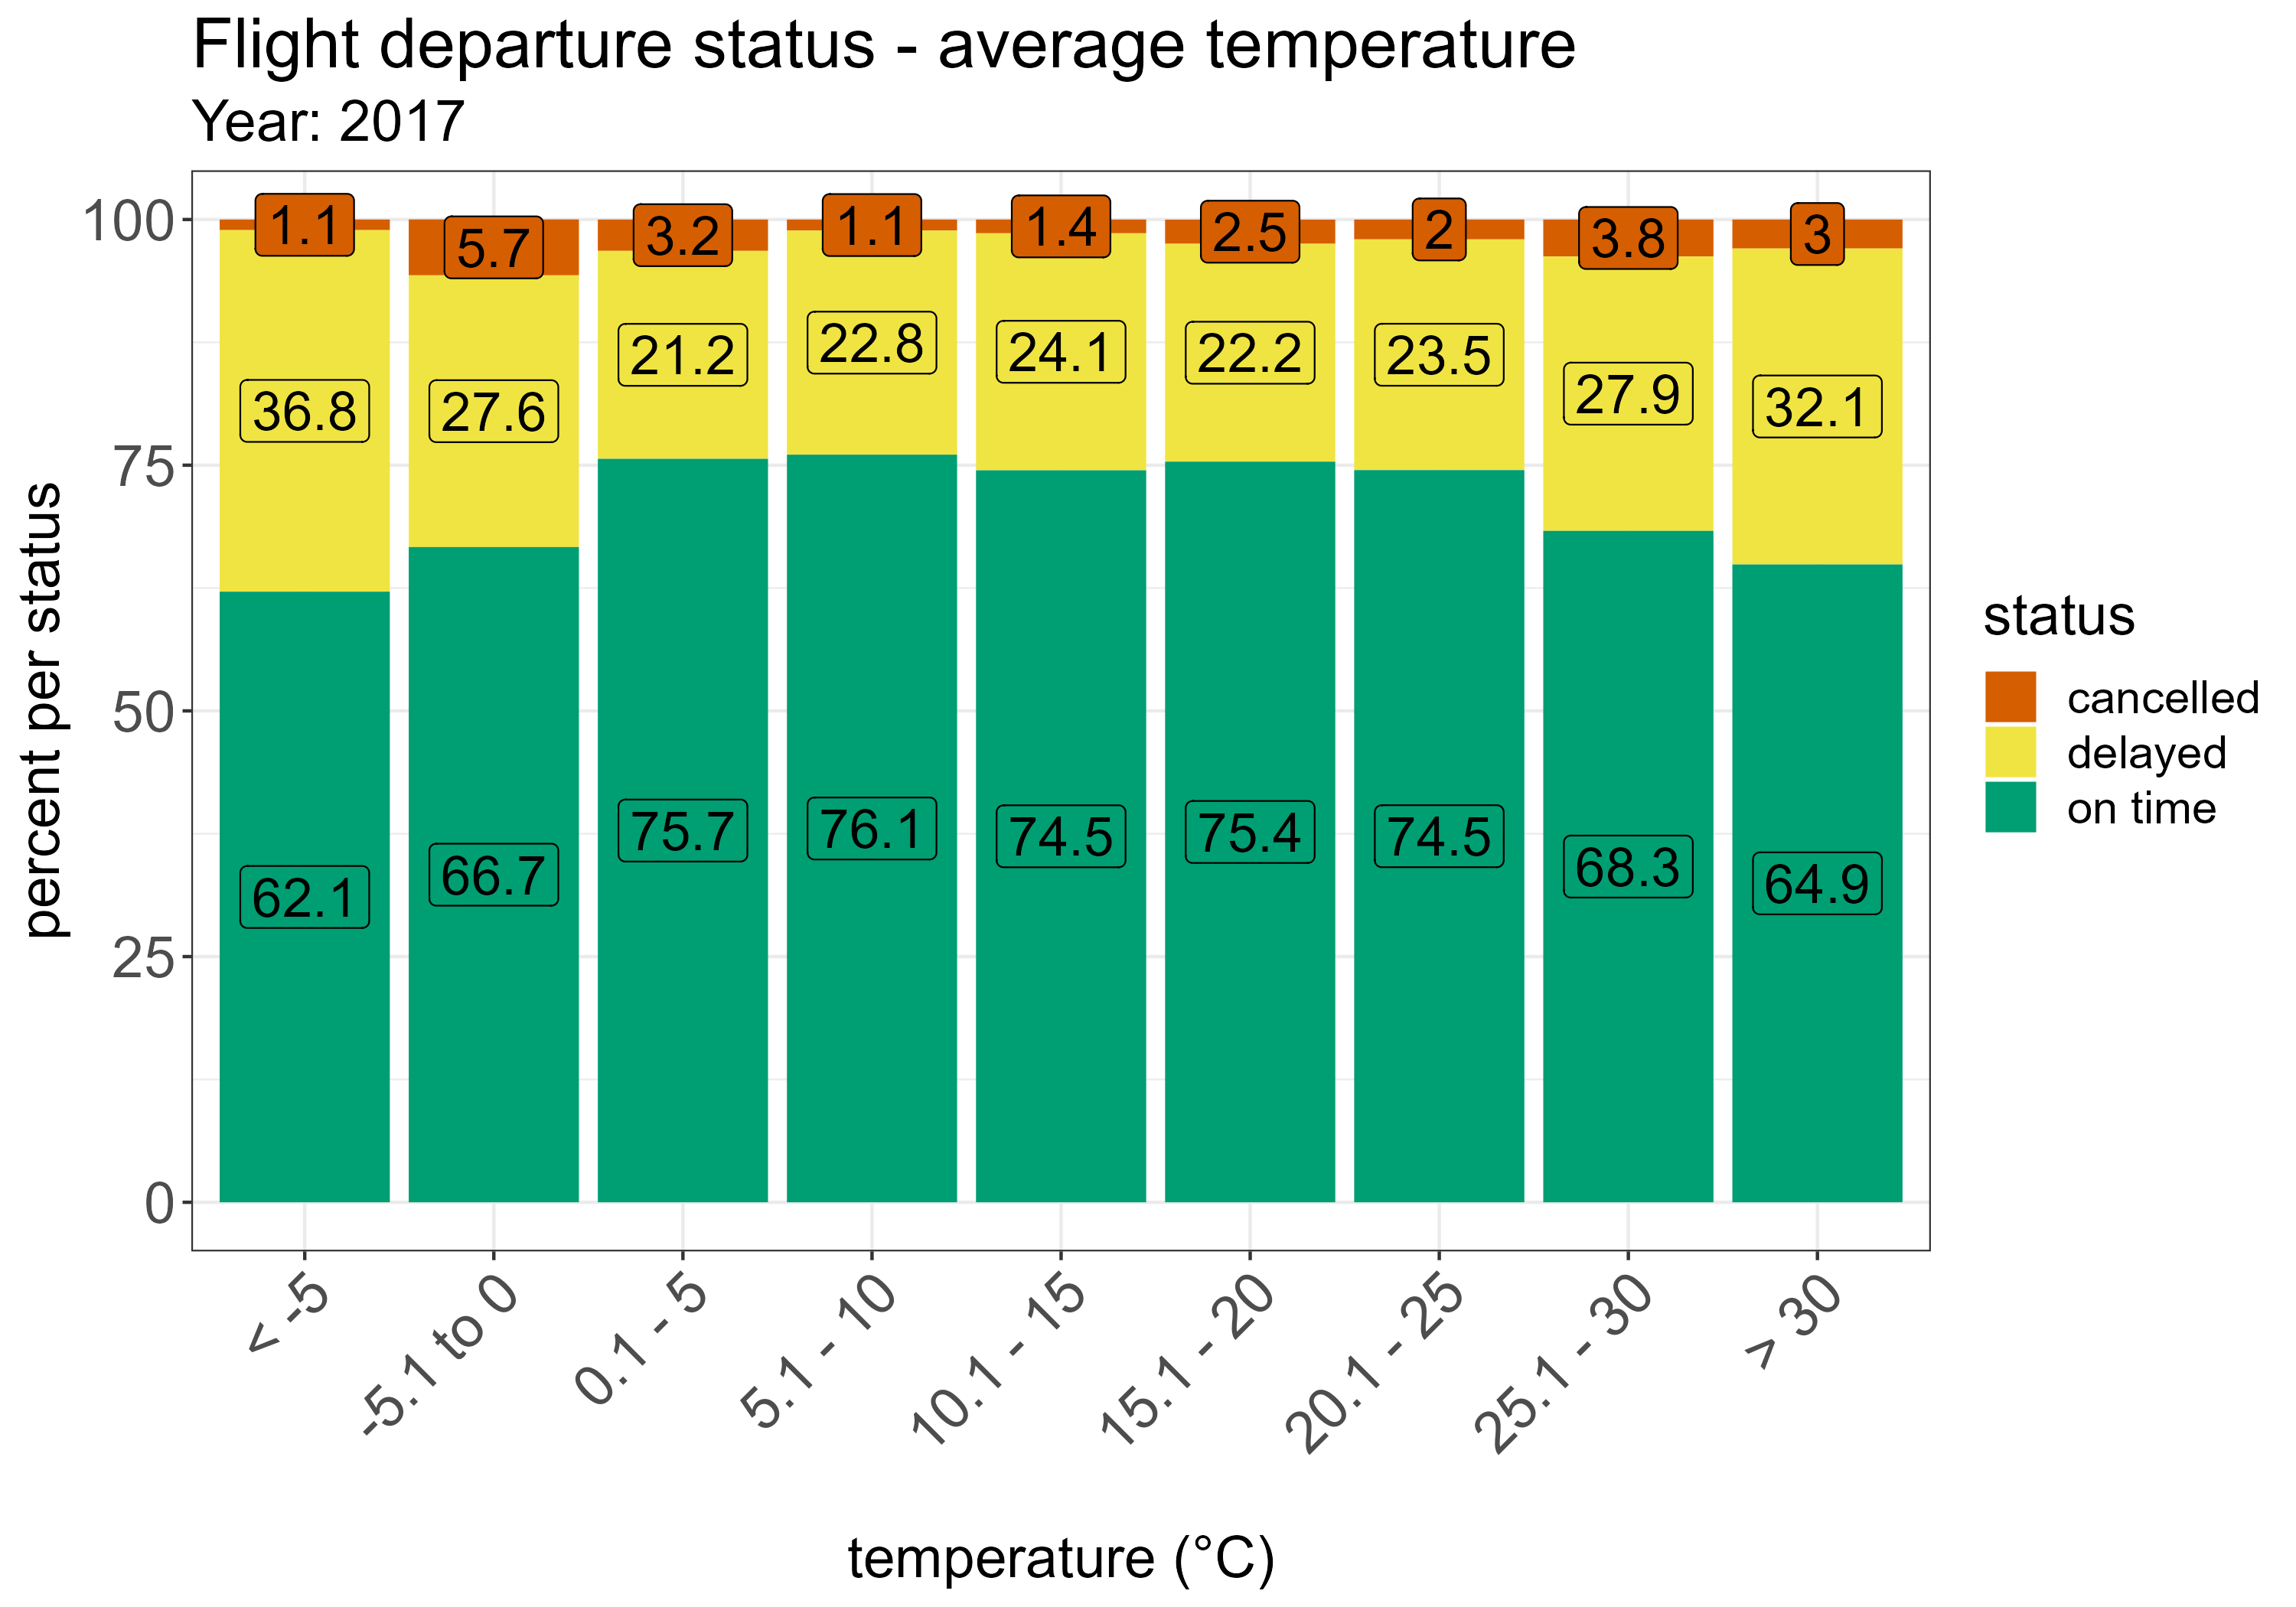 Flight departure status - average temperature
Year: 2017
percent per status
100
75
50
25
0
1.1
5.7
3.2
1.1
1.4
2.5
2
3.8
3
36.8
27.6
21.2
22.8
24.1
22.2
23.5
27.9
32.1
62.1
66.7
75.7
76.1
74.5
75.4
74.5
68.3
64.9
< -5
-5.1 to 0
0.1 - 5
5.1 - 10
10.1 - 15
15.1 - 20
20.1 - 25
25.1 - 30
> 30
temperature (°C)
status
cancelled
delayed
on time